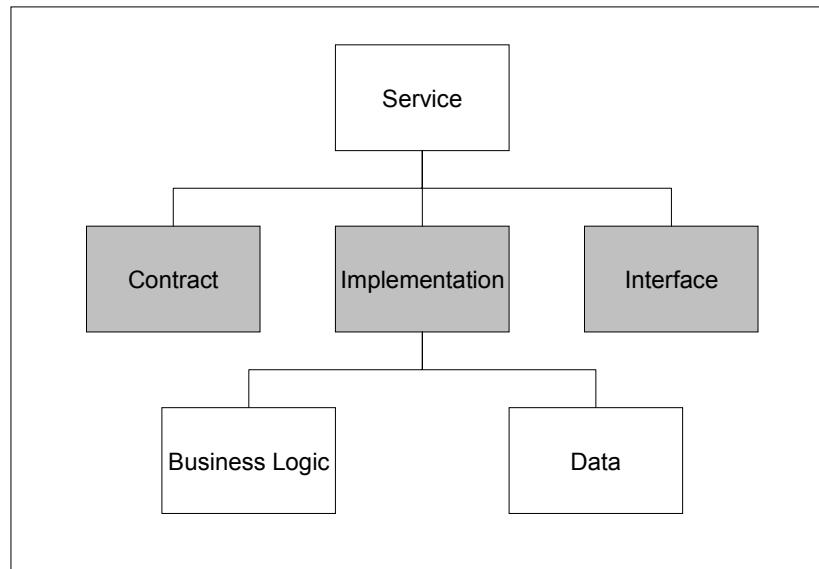 Service
Contract
Implementation
Interface
Business Logic
Data